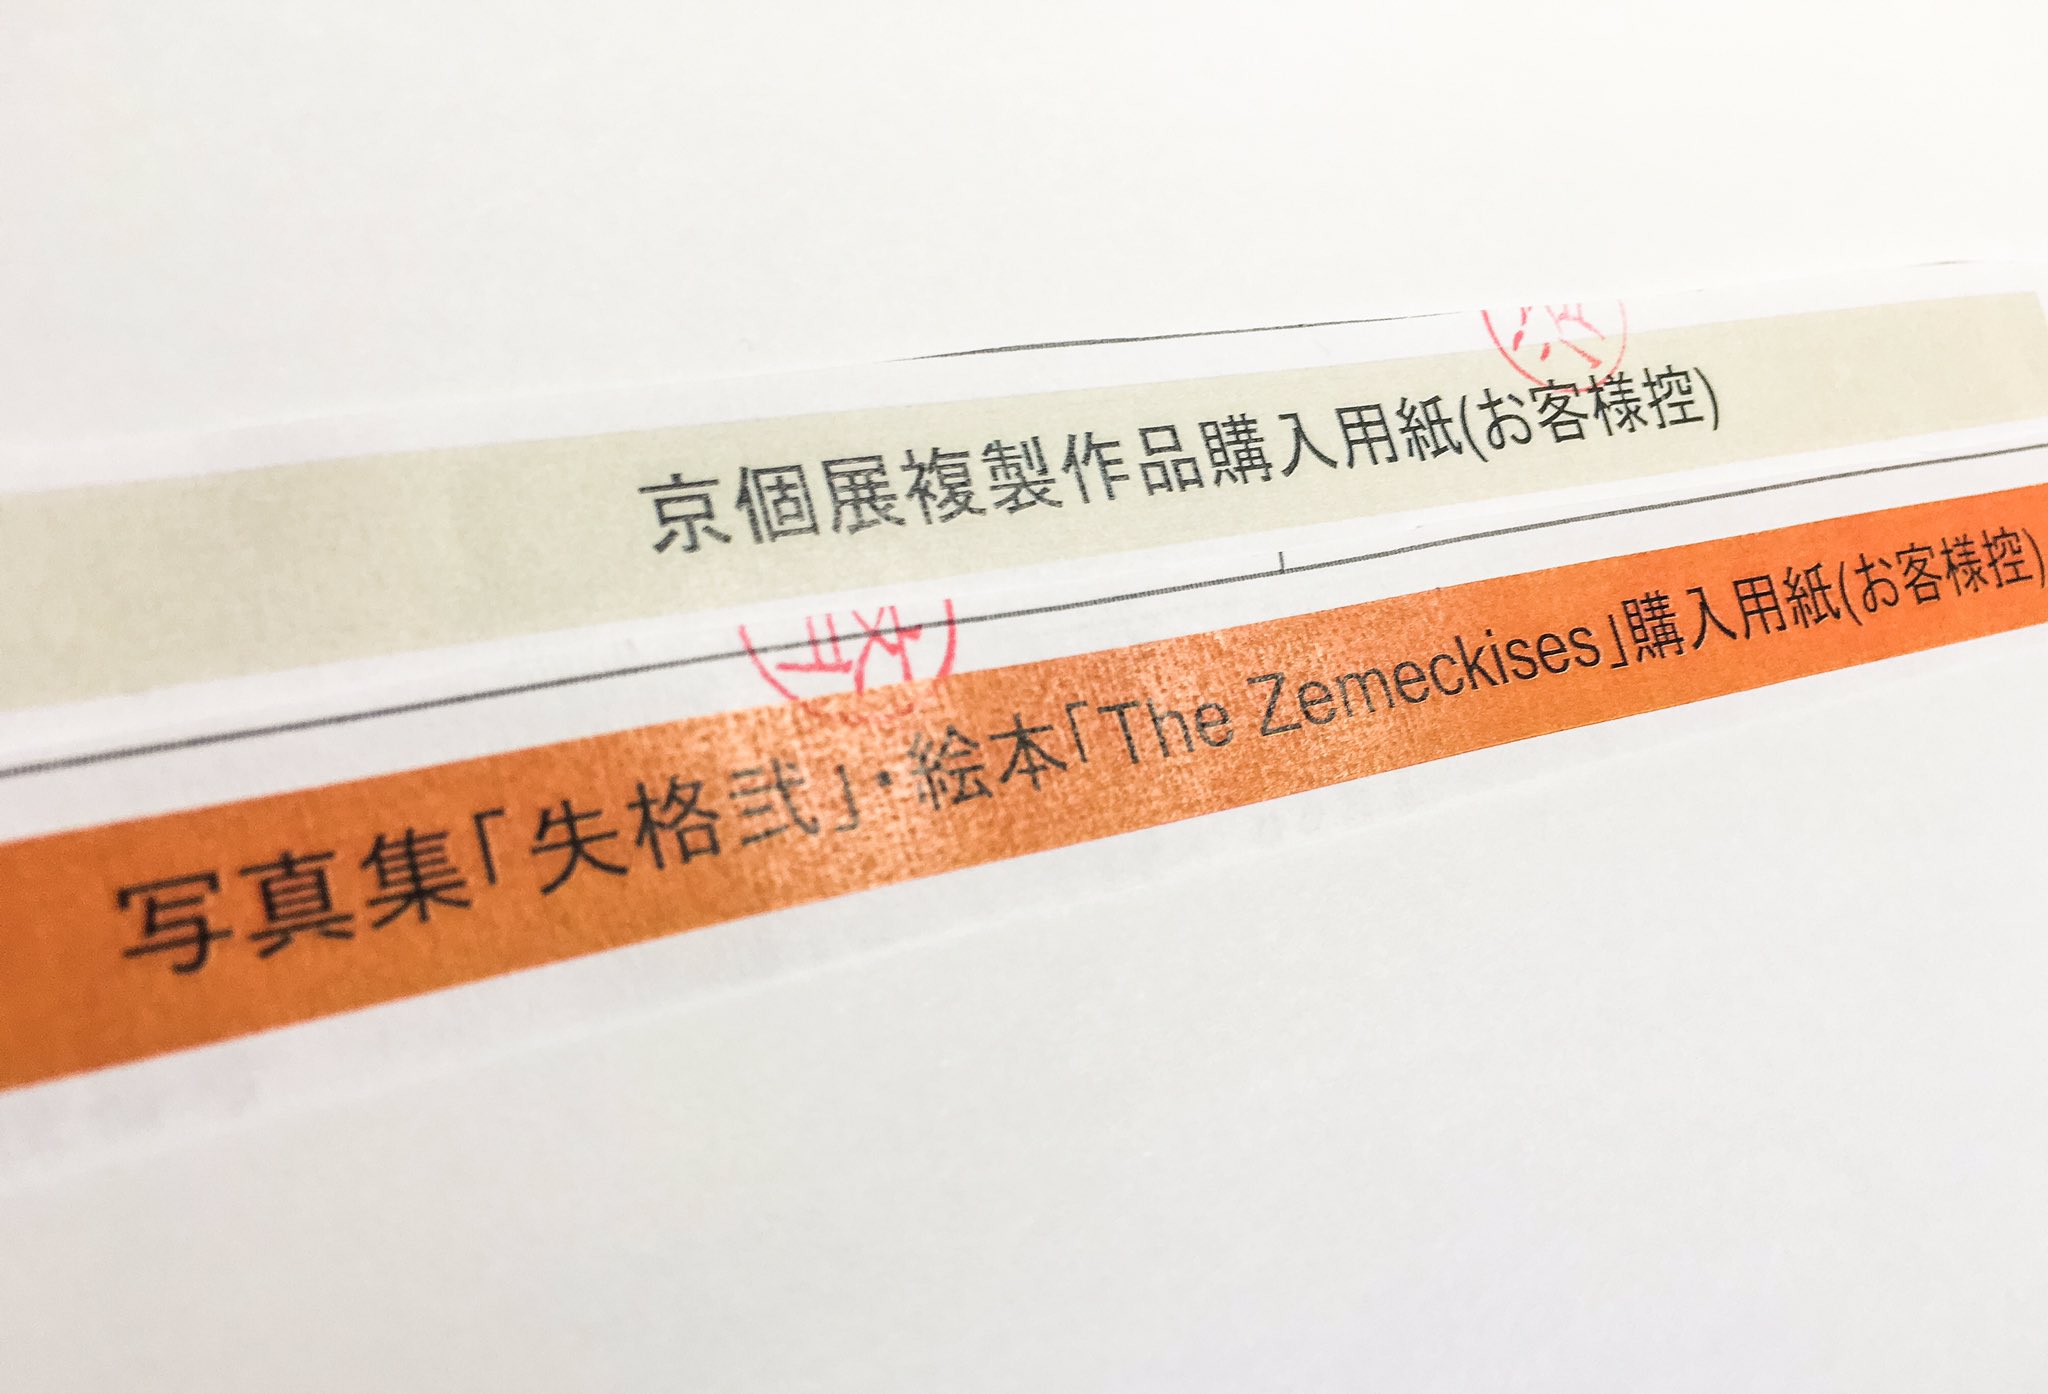 京個展複製作品購入用紙(お客様控)
写真集「失格弐」・絵本「The Zemeckises」購入用紙(お客様控)